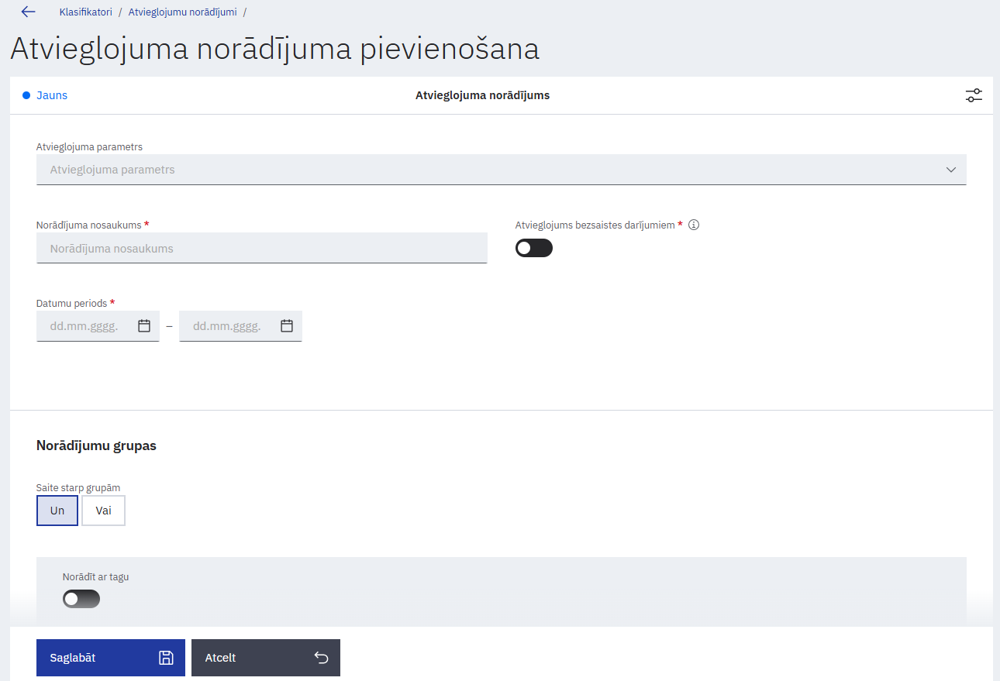 Klasifikatori / Atvieglojumu norādījumi /
Atvieglojuma norādījuma pievienošana
Jauns
Atvieglojuma norādījums
Atvieglojuma parametrs
Atvieglojuma parametrs
Norādījuma nosaukums *
Norādījuma nosaukums
Atvieglojums bezsaistes darījumiem *
Datumu periods *
dd.mm.gggg. – dd.mm.gggg.
Norādījumu grupas
Saite starp grupām
Un Vai
Norādīt ar tagu
Saglabāt Atcelt